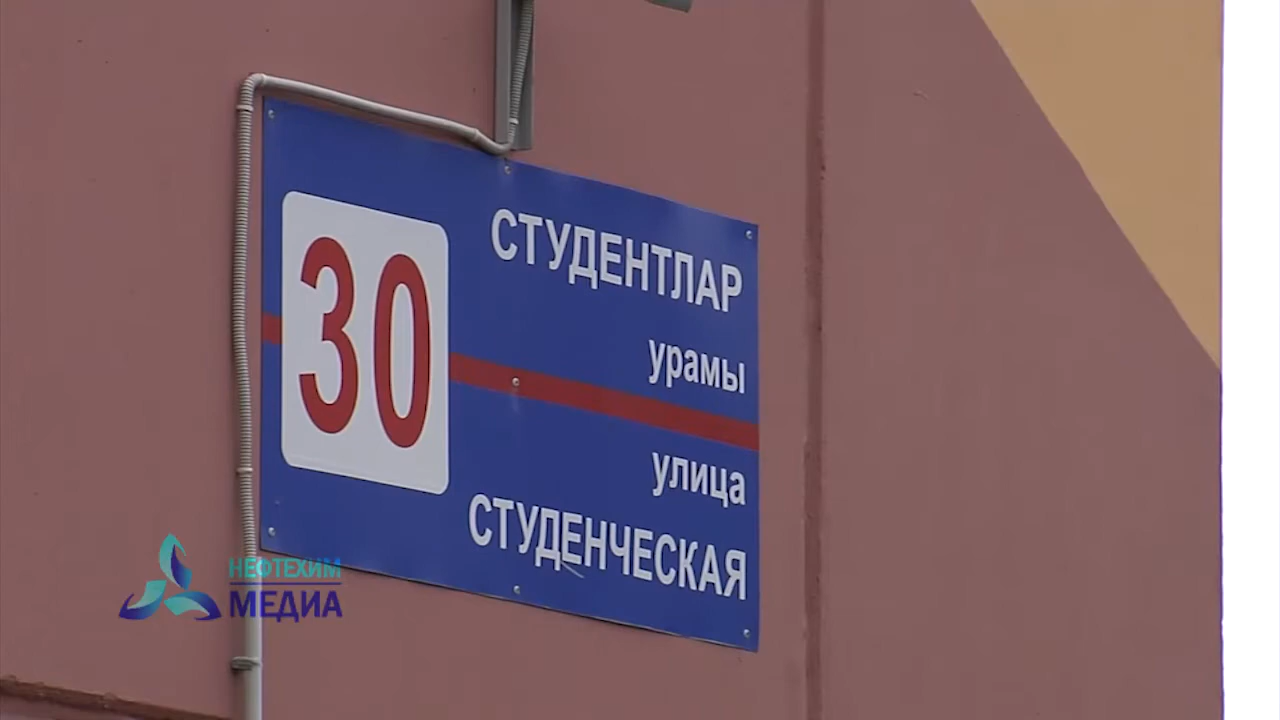 30
СТУДЕНТЛАР
урамы
улица
СТУДЕНЧЕСКАЯ
НЕФТЕХИМ
МЕДИА